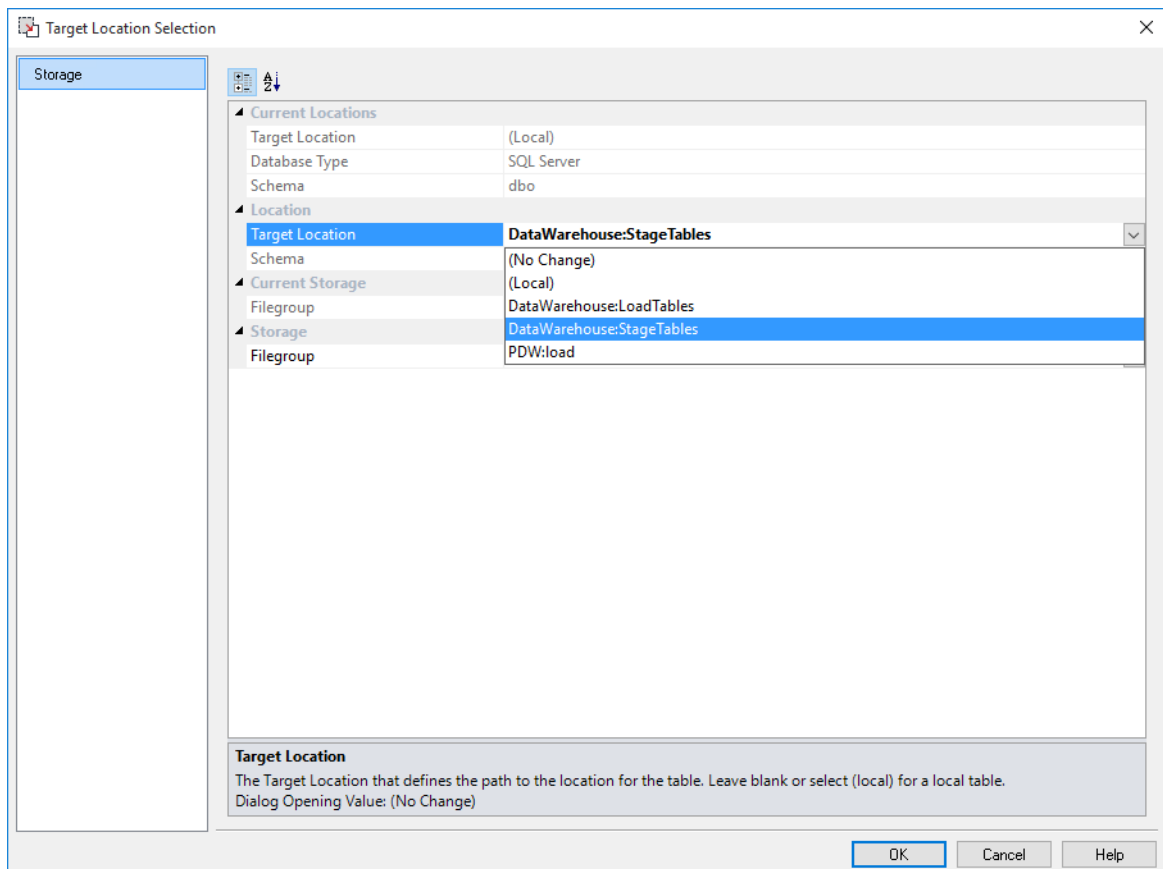 Target Location Selection
Storage
Current Locations
Target Location (Local)
Database Type SQL Server
Schema dbo
Location
Target Location DataWarehouse:StageTables
Schema (No Change)
(Local)
Current Storage
Filegroup DataWarehouse:LoadTables
Storage DataWarehouse:StageTables
Filegroup PDW:load
Target Location
The Target Location that defines the path to the location for the table. Leave blank or select (local) for a local table.
Dialog Opening Value: (No Change)
OK Cancel Help